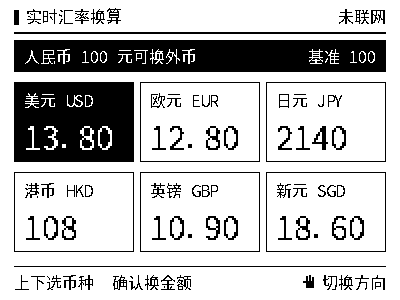 实时汇率换算 未联网
人民币 100 元可换外币 基准 100
美元 USD 欧元 EUR 日元 JPY
13.80 12.80 2140
港币 HKD 英镑 GBP 新元 SGD
108 10.90 18.60
上下选币种 确认换金额 切换方向